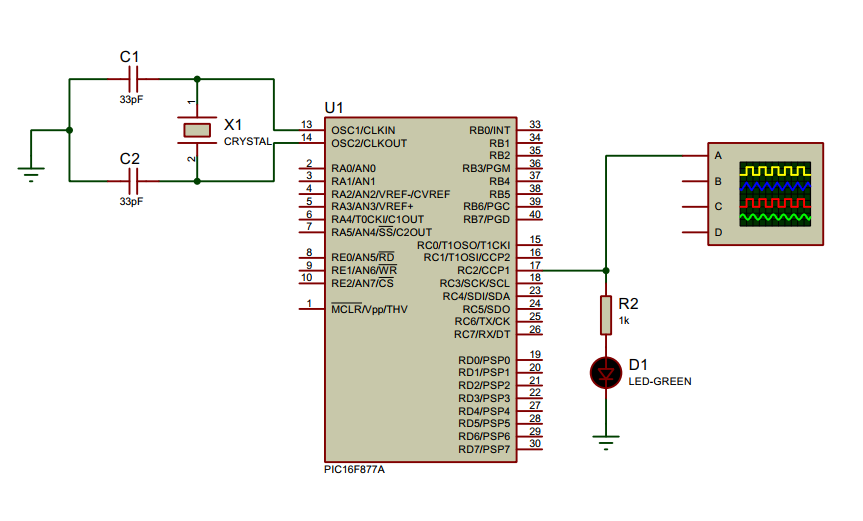 C1
33pF
1
X1
CRYSTAL
2
C2
33pF
U1
13 OSC1/CLKIN
14 OSC2/CLKOUT
2 RA0/AN0
3 RA1/AN1
4 RA2/AN2/VREF-/CVREF
5 RA3/AN3/VREF+
6 RA4/T0CKI/C1OUT
7 RA5/AN4/SS/C2OUT
8 RE0/AN5/RD
9 RE1/AN6/WR
10 RE2/AN7/CS
1 MCLR/Vpp/THV
RB0/INT 33
RB1 34
RB2 35
RB3/PGM 36
RB4 37
RB5 38
RB6/PGC 39
RB7/PGD 40
RC0/T1OSO/T1CKI 15
RC1/T1OSI/CCP2 16
RC2/CCP1 17
RC3/SCK/SCL 18
RC4/SDI/SDA 23
RC5/SDO 24
RC6/TX/CK 25
RC7/RX/DT 26
RD0/PSP0 19
RD1/PSP1 20
RD2/PSP2 21
RD3/PSP3 22
RD4/PSP4 27
RD5/PSP5 28
RD6/PSP6 29
RD7/PSP7 30
PIC16F877A
A
B
C
D
R2
1k
D1
LED-GREEN